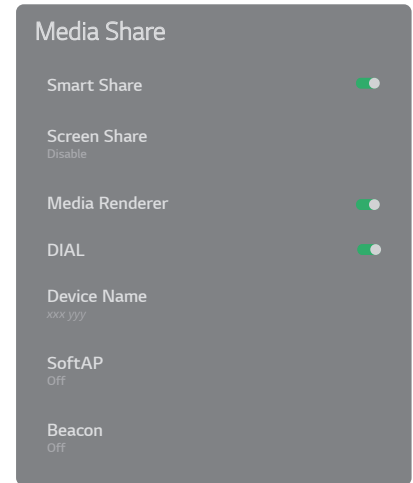 Media Share
Smart Share
Screen Share
Disable
Media Renderer
DIAL
Device Name
xxx yyy
SoftAP
Off
Beacon
Off